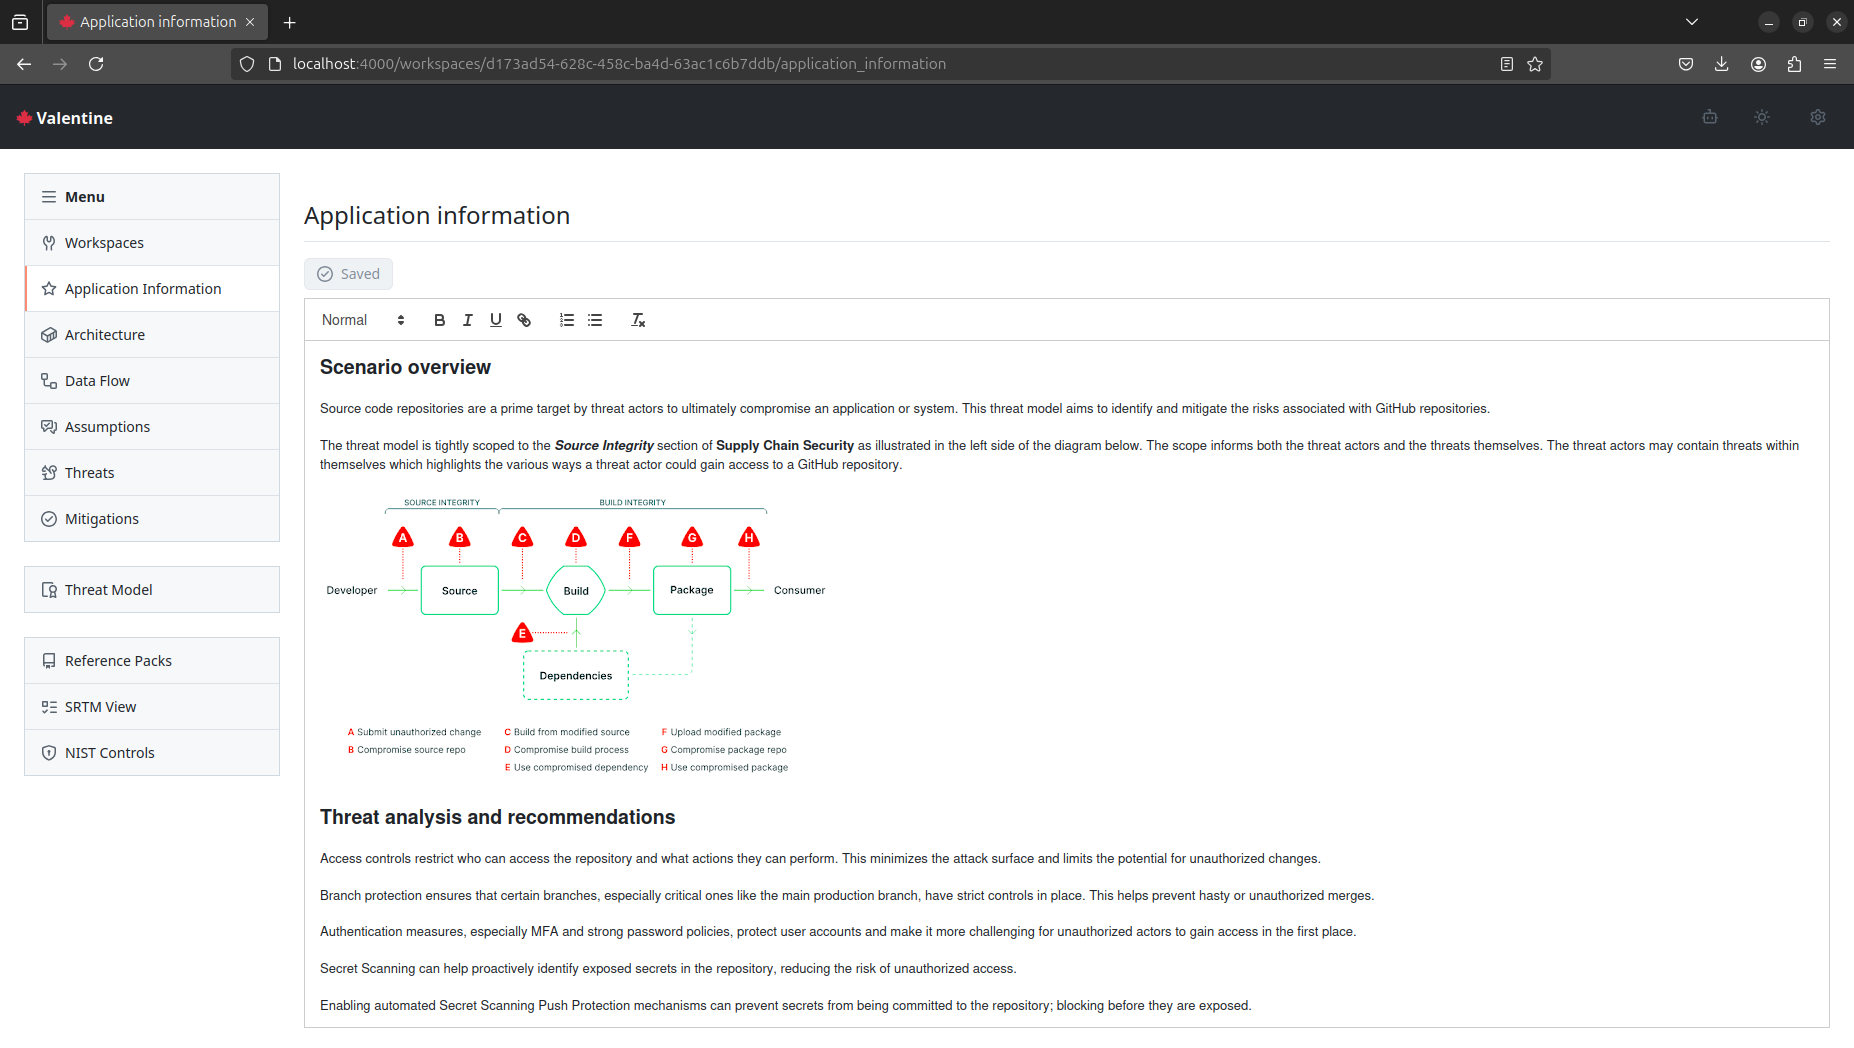 Application information
localhost:4000/workspaces/d173ad54-628c-458c-ba4d-63ac1c6b7ddb/application_information
Valentine
Menu
Workspaces
Application Information
Architecture
Data Flow
Assumptions
Threats
Mitigations
Threat Model
Reference Packs
SRTM View
NIST Controls
Application information
Saved
Normal
Scenario overview
Source code repositories are a prime target by threat actors to ultimately compromise an application or system. This threat model aims to identify and mitigate the risks associated with GitHub repositories.
The threat model is tightly scoped to the Source Integrity section of Supply Chain Security as illustrated in the left side of the diagram below. The scope informs both the threat actors and the threats themselves. The threat actors may contain threats within
themselves which highlights the various ways a threat actor could gain access to a GitHub repository.
SOURCE INTEGRITY BUILD INTEGRITY
A B C D F G H
Developer Source Build Package Consumer
E
Dependencies
A Submit unauthorized change C Build from modified source F Upload modified package
B Compromise source repo D Compromise build process G Compromise package repo
E Use compromised dependency H Use compromised package
Threat analysis and recommendations
Access controls restrict who can access the repository and what actions they can perform. This minimizes the attack surface and limits the potential for unauthorized changes.
Branch protection ensures that certain branches, especially critical ones like the main production branch, have strict controls in place. This helps prevent hasty or unauthorized merges.
Authentication measures, especially MFA and strong password policies, protect user accounts and make it more challenging for unauthorized actors to gain access in the first place.
Secret Scanning can help proactively identify exposed secrets in the repository, reducing the risk of unauthorized access.
Enabling automated Secret Scanning Push Protection mechanisms can prevent secrets from being committed to the repository; blocking before they are exposed.